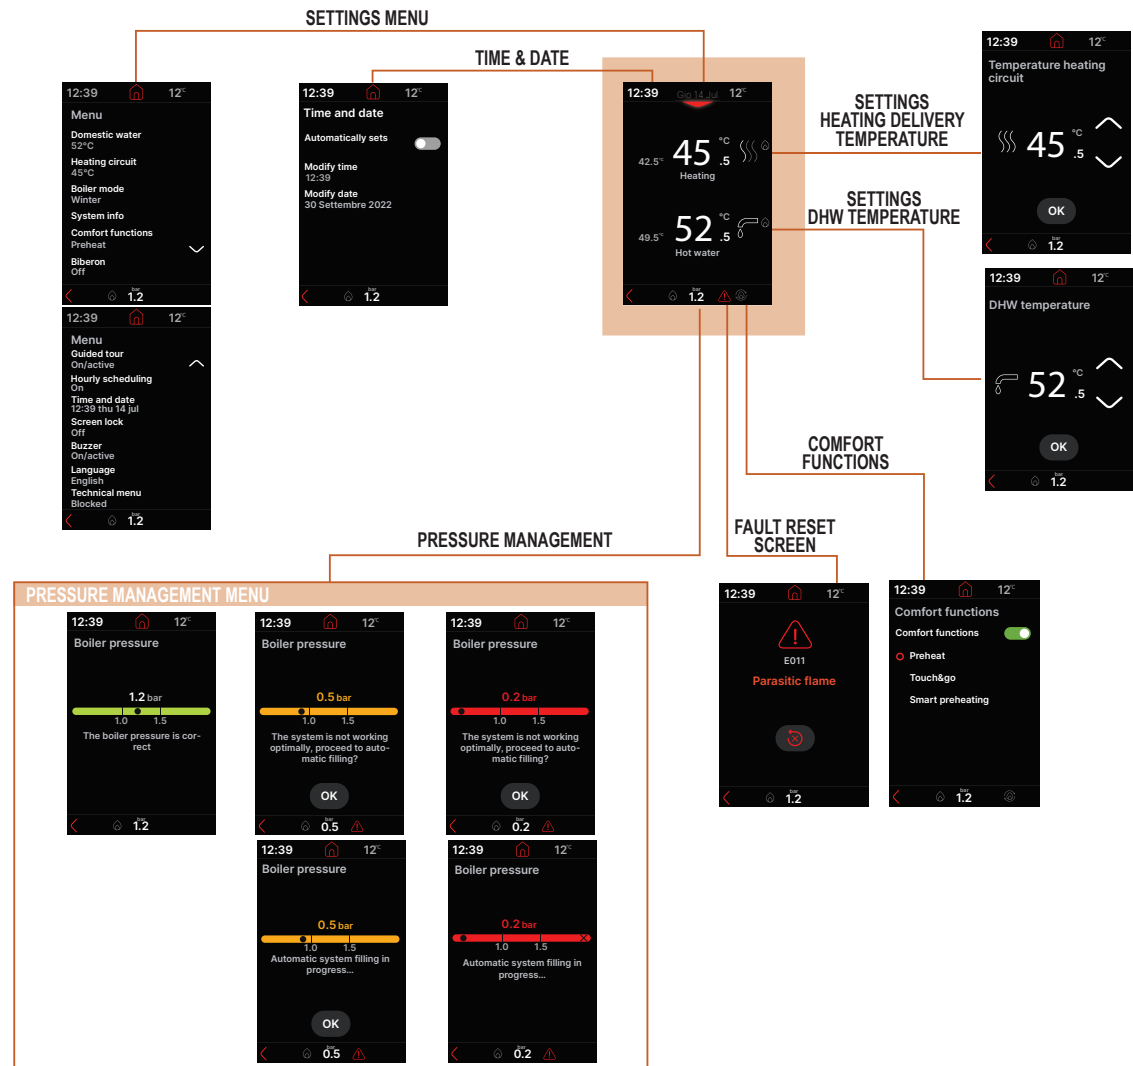 SETTINGS MENU
TIME & DATE
12:39 12°C
Menu
Domestic water
52°C
Heating circuit
45°C
Boiler mode
Winter
System info
Comfort functions
Preheat
Biberon
Off
bar
1.2
12:39 12°C
Menu
Guided tour
On/active
Hourly scheduling
On
Time and date
12:39 thu 14 jul
Screen lock
Off
Buzzer
On/active
Language
English
Technical menu
Blocked
bar
1.2
12:39 12°C
Time and date
Automatically sets
Modify time
12:39
Modify date
30 Settembre 2022
bar
1.2
12:39 Gio 14 Jul 12°C
42.5°C 45 °C .5
Heating
49.5°C 52 °C .5
Hot water
bar
1.2
SETTINGS
HEATING DELIVERY
TEMPERATURE
12:39 12°C
Temperature heating
circuit
45 °C .5
OK
bar
1.2
SETTINGS
DHW TEMPERATURE
12:39 12°C
DHW temperature
52 °C .5
OK
bar
1.2
COMFORT
FUNCTIONS
FAULT RESET
SCREEN
PRESSURE MANAGEMENT
12:39 12°C
E011
Parasitic flame
bar
1.2
12:39 12°C
Comfort functions
Comfort functions
Preheat
Touch&go
Smart preheating
bar
1.2
PRESSURE MANAGEMENT MENU
12:39 12°C
Boiler pressure
1.2 bar
1.0 1.5
The boiler pressure is cor-
rect
bar
1.2
12:39 12°C
Boiler pressure
0.5 bar
1.0 1.5
The system is not working
optimally, proceed to auto-
matic filling?
OK
bar
0.5
12:39 12°C
Boiler pressure
0.2 bar
1.0 1.5
The system is not working
optimally, proceed to auto-
matic filling?
OK
bar
0.2
12:39 12°C
Boiler pressure
0.5 bar
1.0 1.5
Automatic system filling in
progress...
OK
bar
0.5
12:39 12°C
Boiler pressure
0.2 bar
1.0 1.5
Automatic system filling in
progress...
bar
0.2